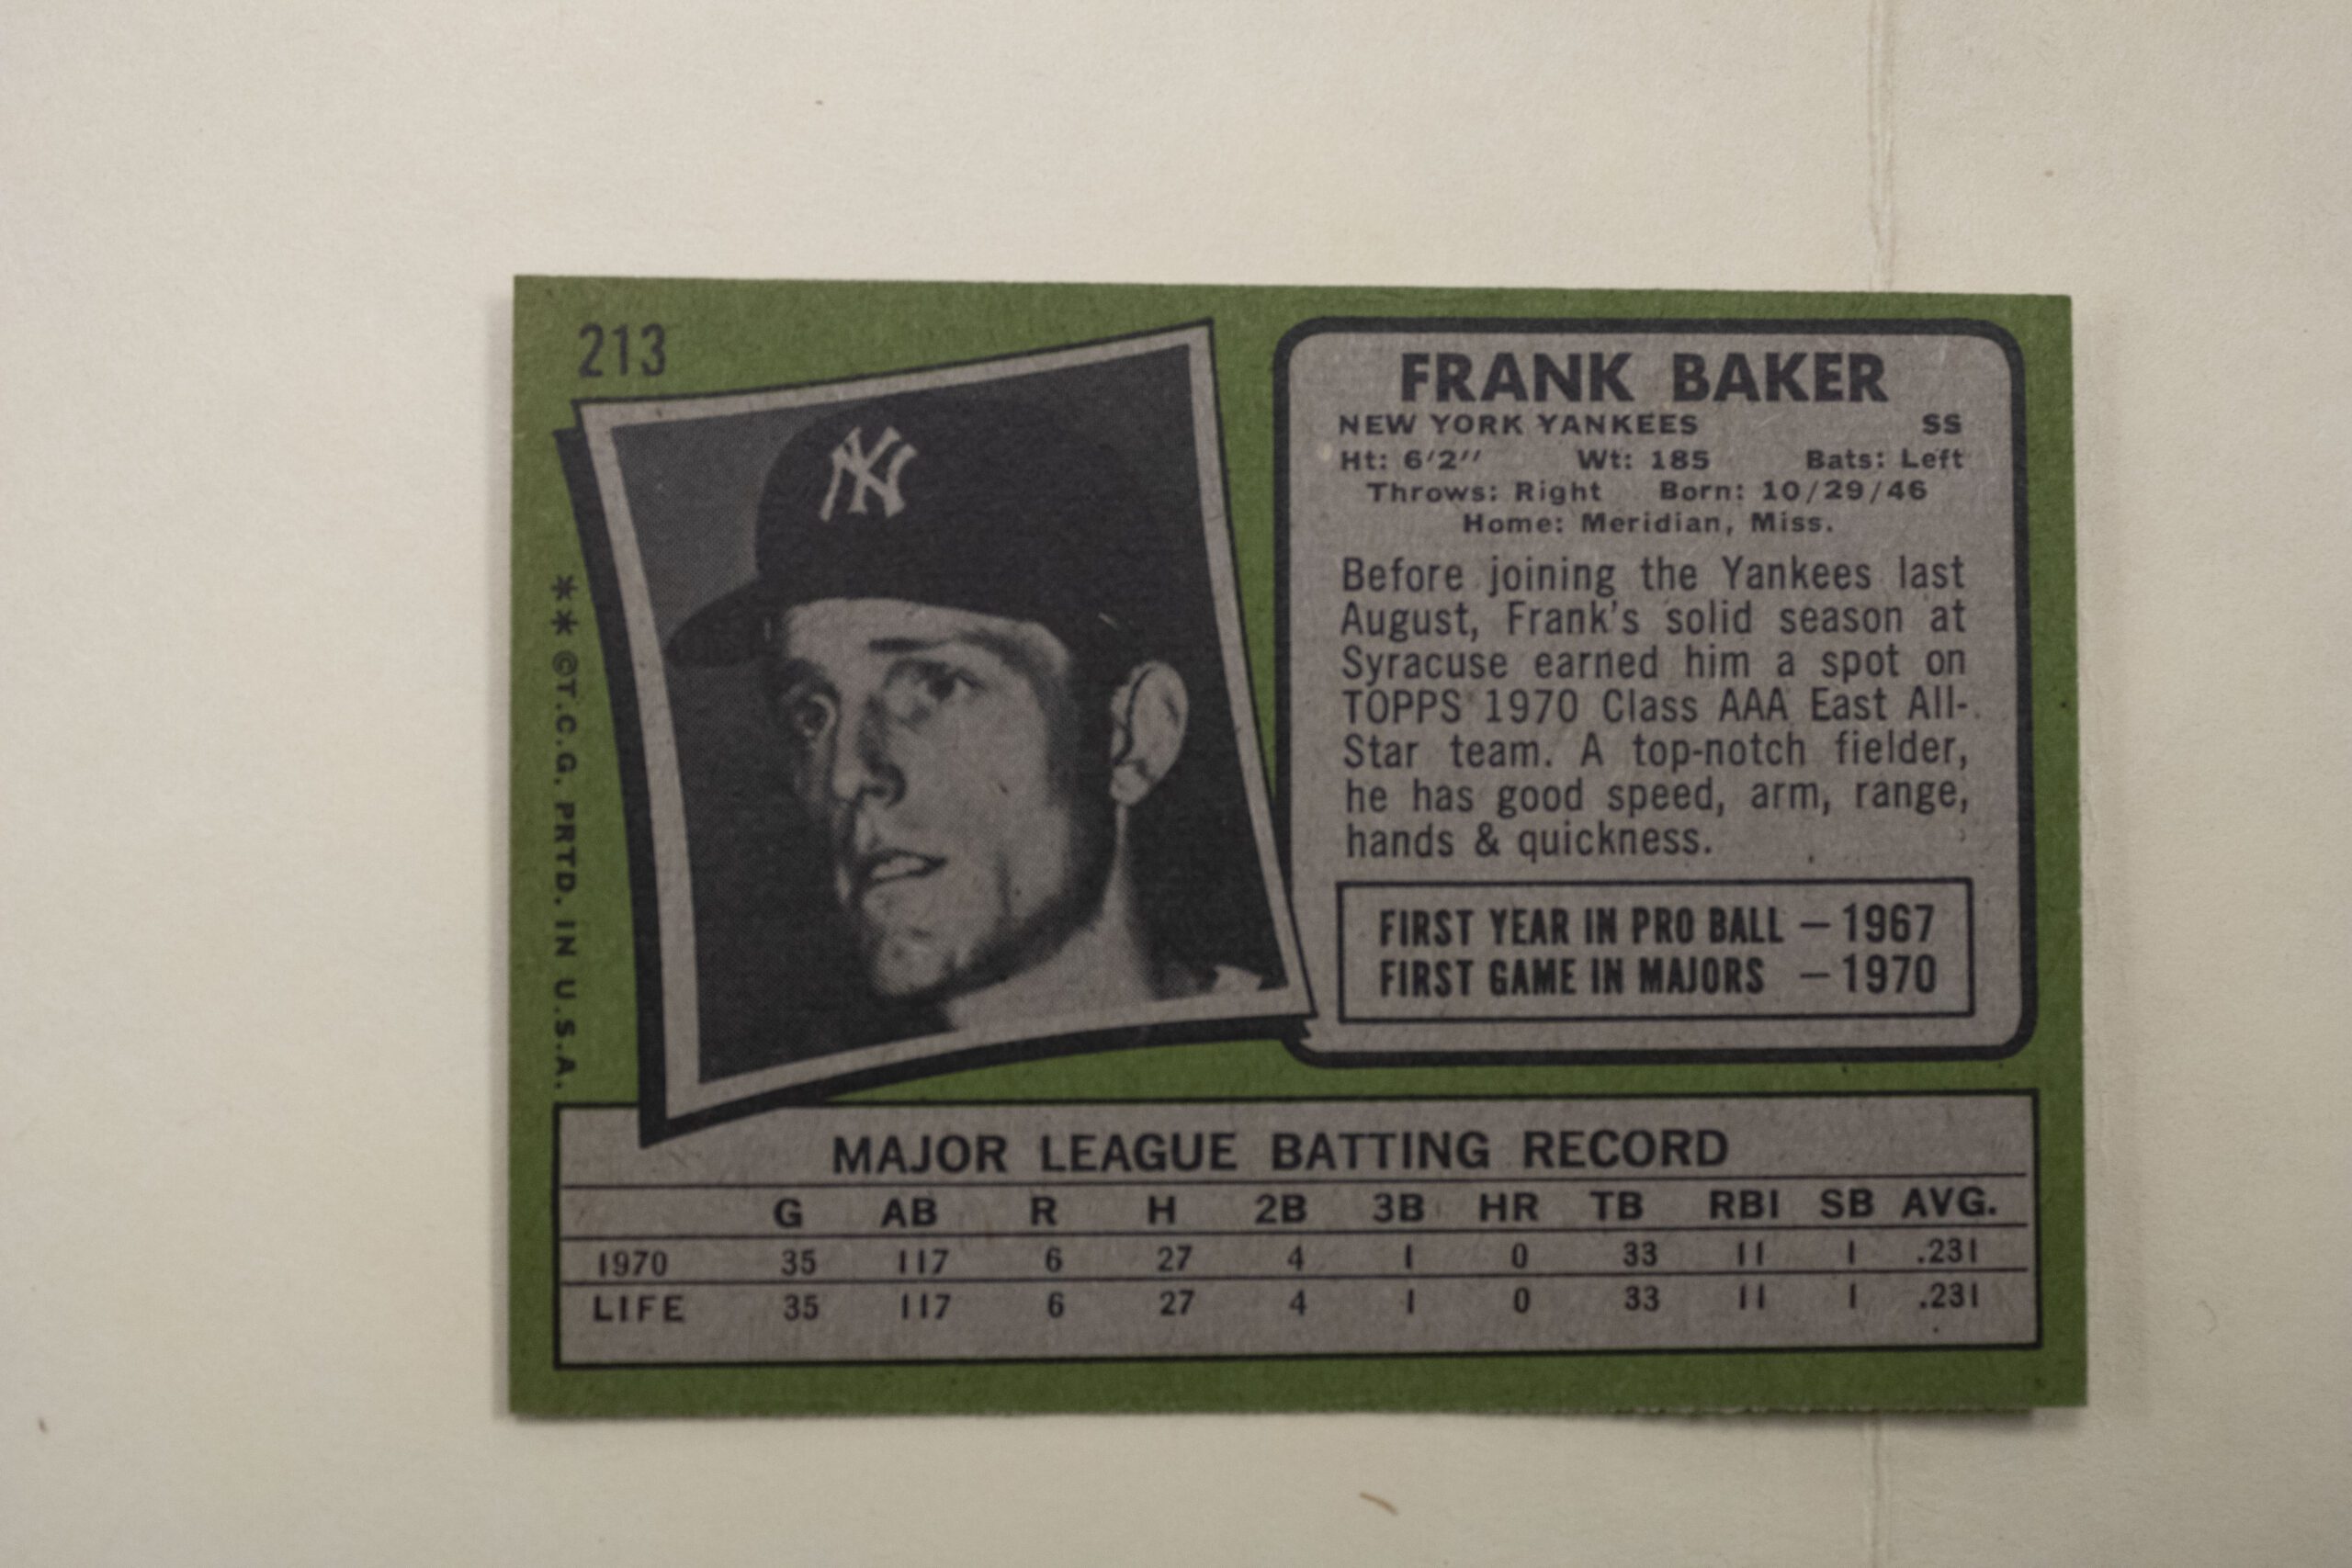 213
FRANK BAKER
NEW YORK YANKEES SS
Ht: 6'2" Wt: 185 Bats: Left
Throws: Right Born: 10/29/46
Home: Meridian, Miss.
Before joining the Yankees last
August, Frank's solid season at
Syracuse earned him a spot on
TOPPS 1970 Class AAA East All-
Star team. A top-notch fielder,
he has good speed, arm, range,
hands & quickness.
FIRST YEAR IN PRO BALL — 1967
FIRST GAME IN MAJORS — 1970
NY
** ©T.C.G. PRTD. IN U.S.A.
MAJOR LEAGUE BATTING RECORD
G AB R H 2B 3B HR TB RBI SB AVG.
1970 35 117 6 27 4 1 0 33 11 1 .231
LIFE 35 117 6 27 4 1 0 33 11 1 .231